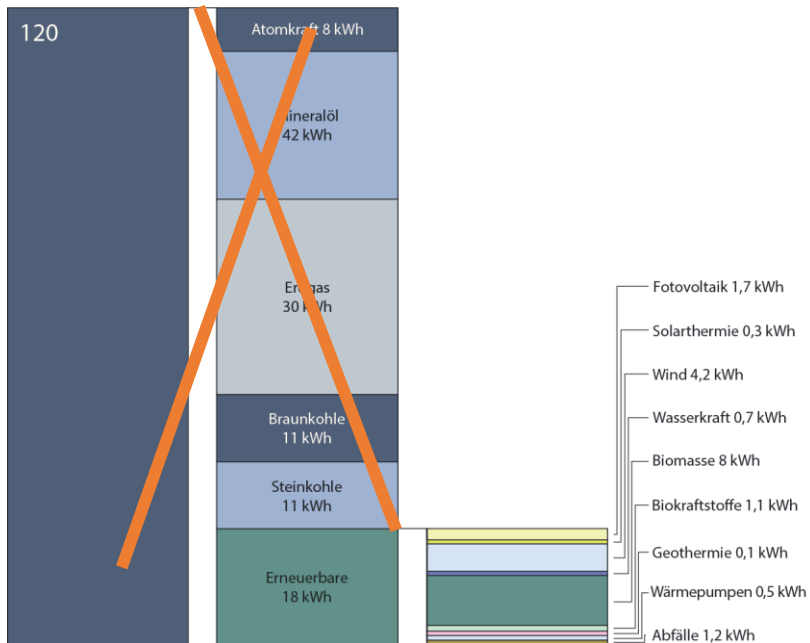 120
Atomkraft 8 kWh
Mineralöl
42 kWh
Erdgas
30 kWh
Braunkohle
11 kWh
Steinkohle
11 kWh
Erneuerbare
18 kWh
Fotovoltaik 1,7 kWh
Solarthermie 0,3 kWh
Wind 4,2 kWh
Wasserkraft 0,7 kWh
Biomasse 8 kWh
Biokraftstoffe 1,1 kWh
Geothermie 0,1 kWh
Wärmepumpen 0,5 kWh
Abfälle 1,2 kWh